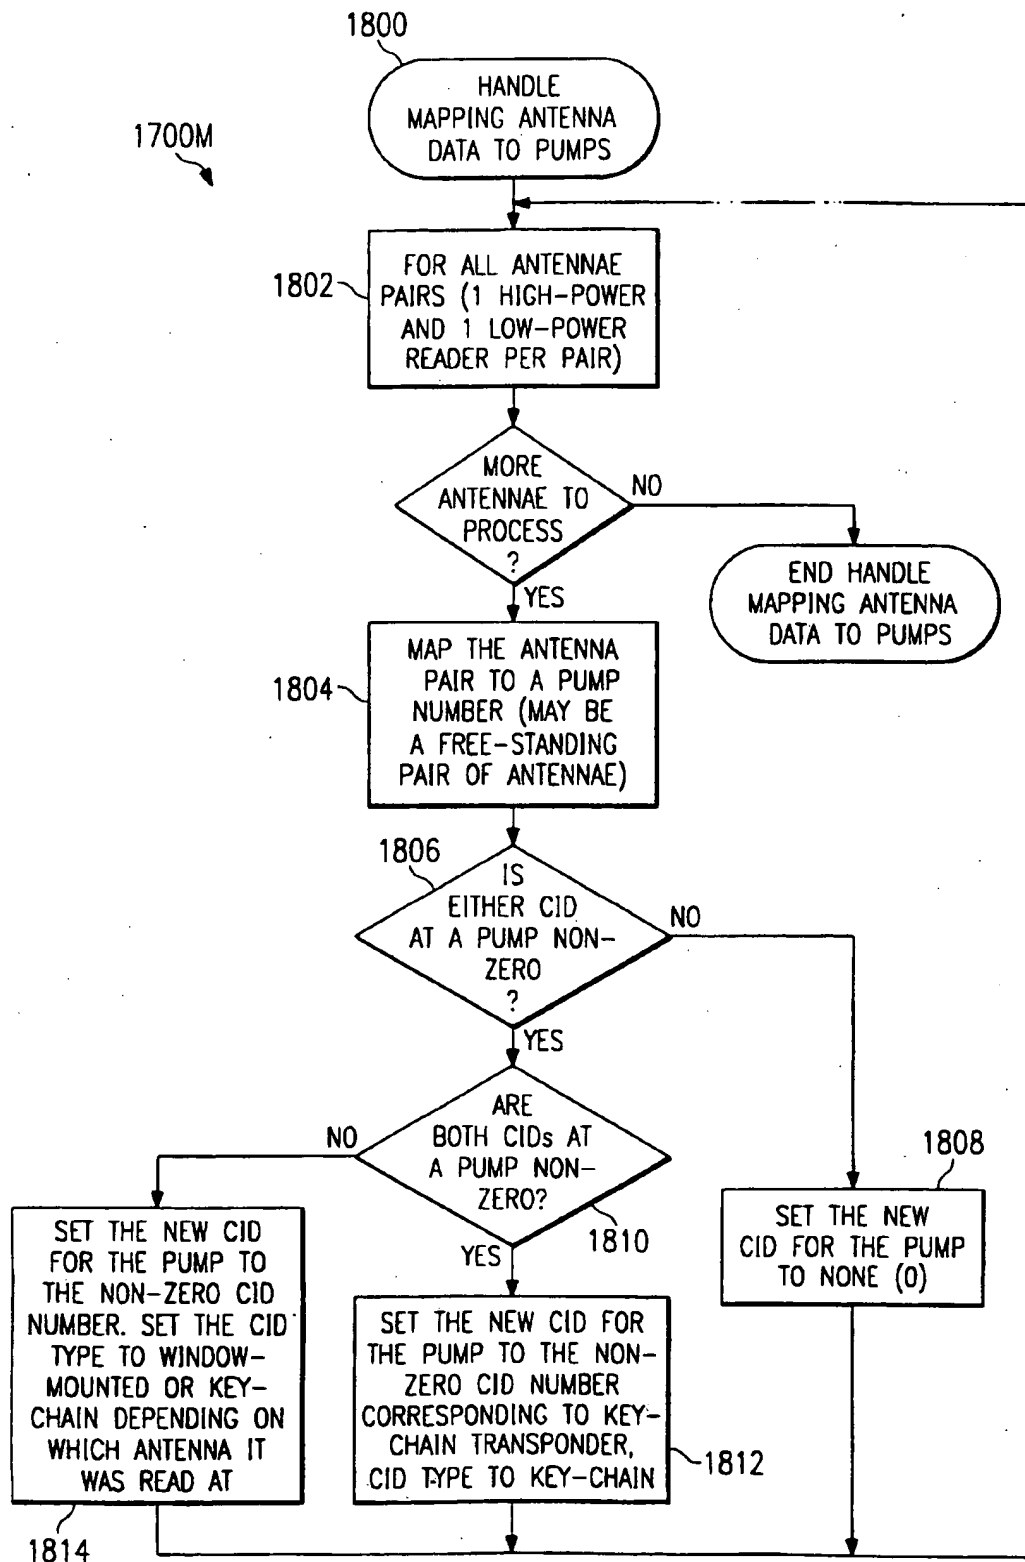 1800
HANDLE
MAPPING ANTENNA
DATA TO PUMPS
1700M
1802
FOR ALL ANTENNAE
PAIRS (1 HIGH-POWER
AND 1 LOW-POWER
READER PER PAIR)
MORE
ANTENNAE TO
PROCESS
?
NO
YES
END HANDLE
MAPPING ANTENNA
DATA TO PUMPS
1804
MAP THE ANTENNA
PAIR TO A PUMP
NUMBER (MAY BE
A FREE-STANDING
PAIR OF ANTENNAE)
1806
IS
EITHER CID
AT A PUMP NON-
ZERO
?
NO
YES
ARE
BOTH CIDs AT
A PUMP NON-
ZERO?
NO
YES
1810
1808
SET THE NEW
CID FOR THE PUMP
TO NONE (0)
SET THE NEW CID
FOR THE PUMP TO
THE NON-ZERO CID
NUMBER. SET THE CID
TYPE TO WINDOW-
MOUNTED OR KEY-
CHAIN DEPENDING ON
WHICH ANTENNA IT
WAS READ AT
1814
SET THE NEW CID FOR
THE PUMP TO THE NON-
ZERO CID NUMBER
CORRESPONDING TO KEY-
CHAIN TRANSPONDER,
CID TYPE TO KEY-CHAIN
1812